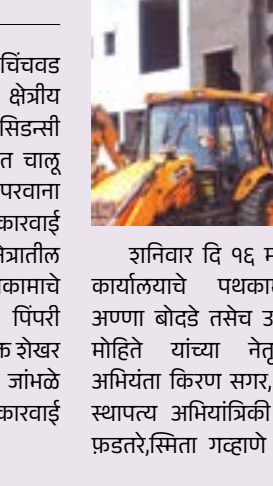 चिंचवड
क्षेत्रीय
सिडन्सी
त चालू
परवाना
कारवाई
त्रातील
कामाचे
पिंपरी
शेखर
जांभळे
कारवाई
शनिवार दि १६ म
कार्यालयाचे पथका
अण्णा बोदडे तसेच उ
मोहिते यांच्या नेतृ
अभियंता किरण सगर,
स्थापत्य अभियांत्रिकी
फ़डतरे,स्मिता गव्हाणे